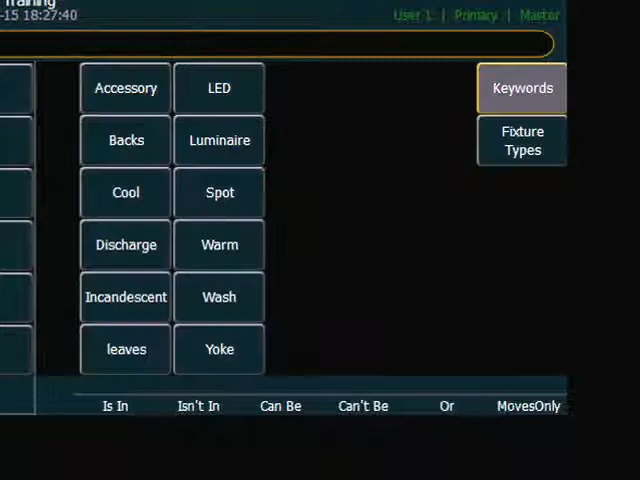 Training
-15 18:27:40
User 1 | Primary | Master
Accessory LED Keywords
Backs Luminaire Fixture
Types
Cool Spot
Discharge Warm
Incandescent Wash
leaves Yoke
Is In Isn't In Can Be Can't Be Or MovesOnly